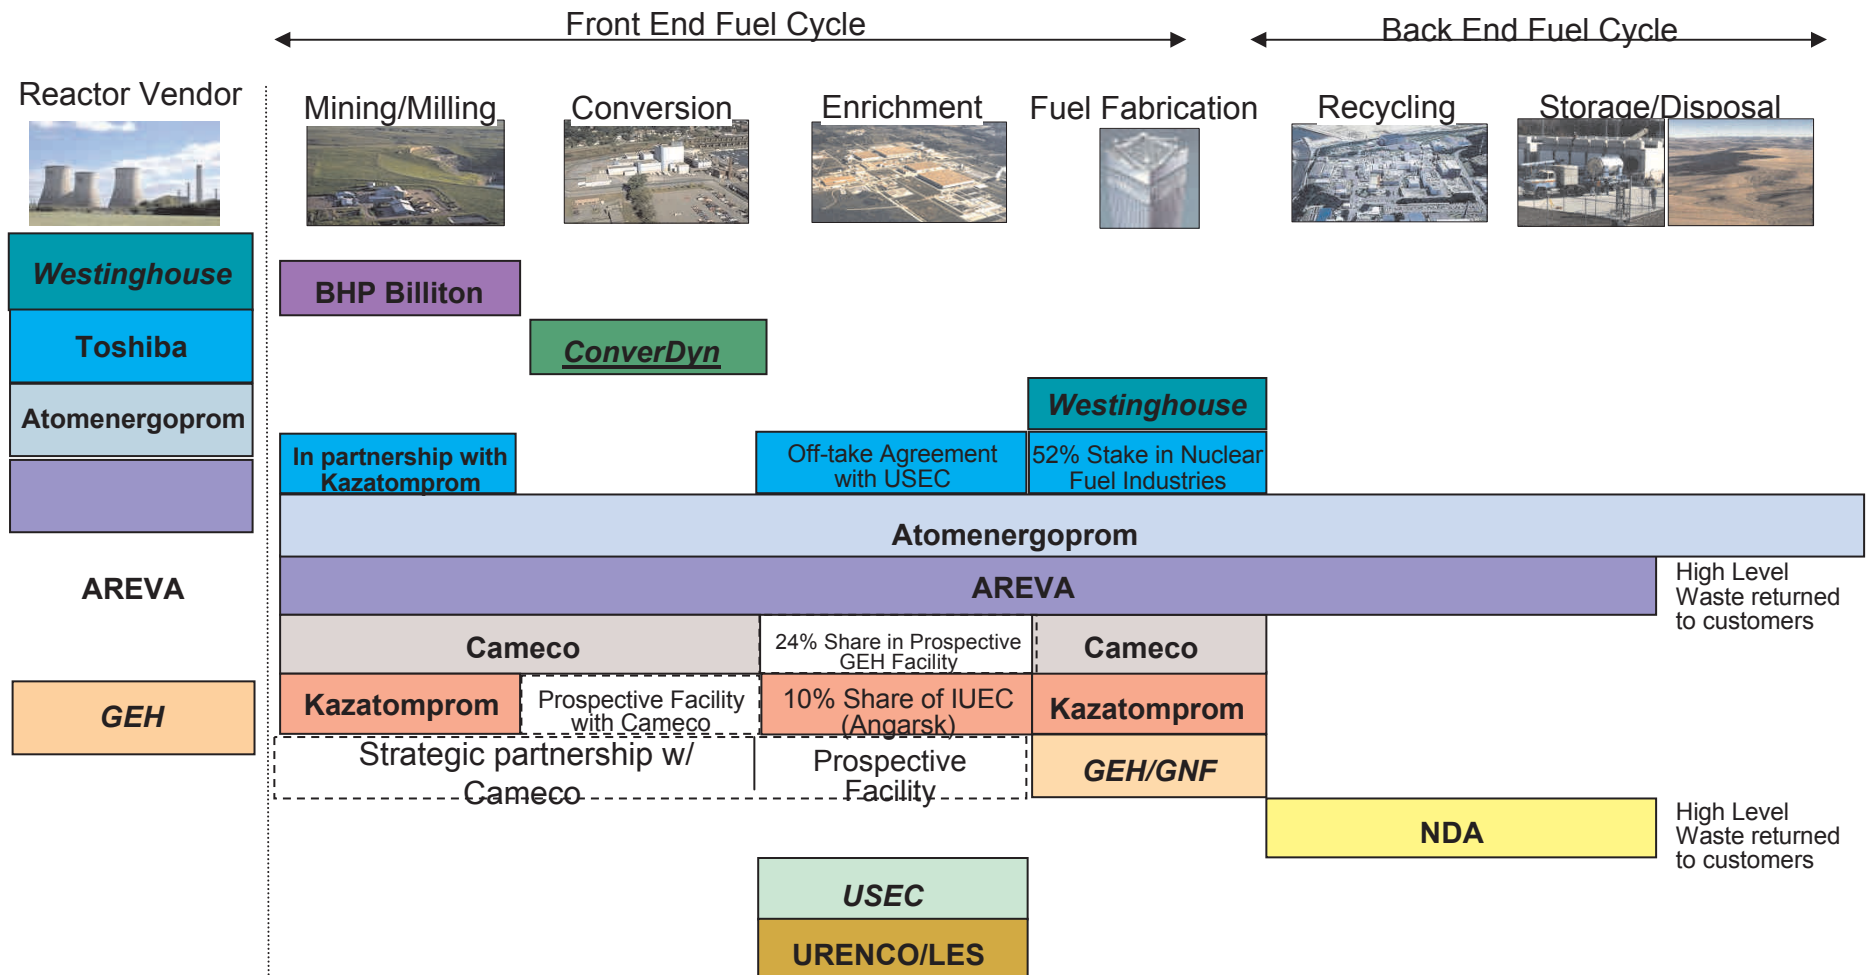 Front End Fuel Cycle
Back End Fuel Cycle
Reactor Vendor
Mining/Milling
Conversion
Enrichment
Fuel Fabrication
Recycling
Storage/Disposal
Westinghouse
BHP Billiton
Toshiba
ConverDyn
Atomenergoprom
Westinghouse
In partnership with
Kazatomprom
Off-take Agreement
with USEC
52% Stake in Nuclear
Fuel Industries
Atomenergoprom
AREVA
AREVA
High Level
Waste returned
to customers
Cameco
24% Share in Prospective
GEH Facility
Cameco
GEH
Kazatomprom
Prospective Facility
with Cameco
10% Share of IUEC
(Angarsk)
Kazatomprom
Strategic partnership w/
Cameco
Prospective
Facility
GEH/GNF
NDA
High Level
Waste returned
to customers
USEC
URENCO/LES